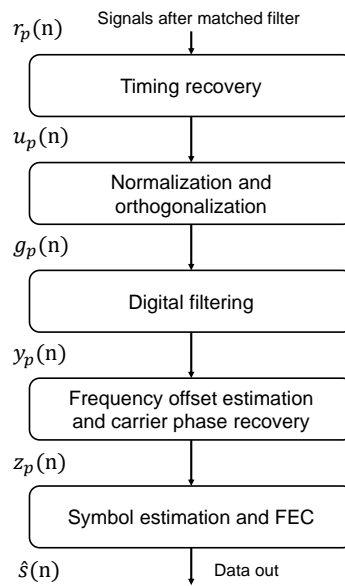 Signals after matched filter
r_p(n)
Timing recovery
u_p(n)
Normalization and
orthogonalization
g_p(n)
Digital filtering
y_p(n)
Frequency offset estimation
and carrier phase recovery
z_p(n)
Symbol estimation and FEC
ŝ(n)
Data out